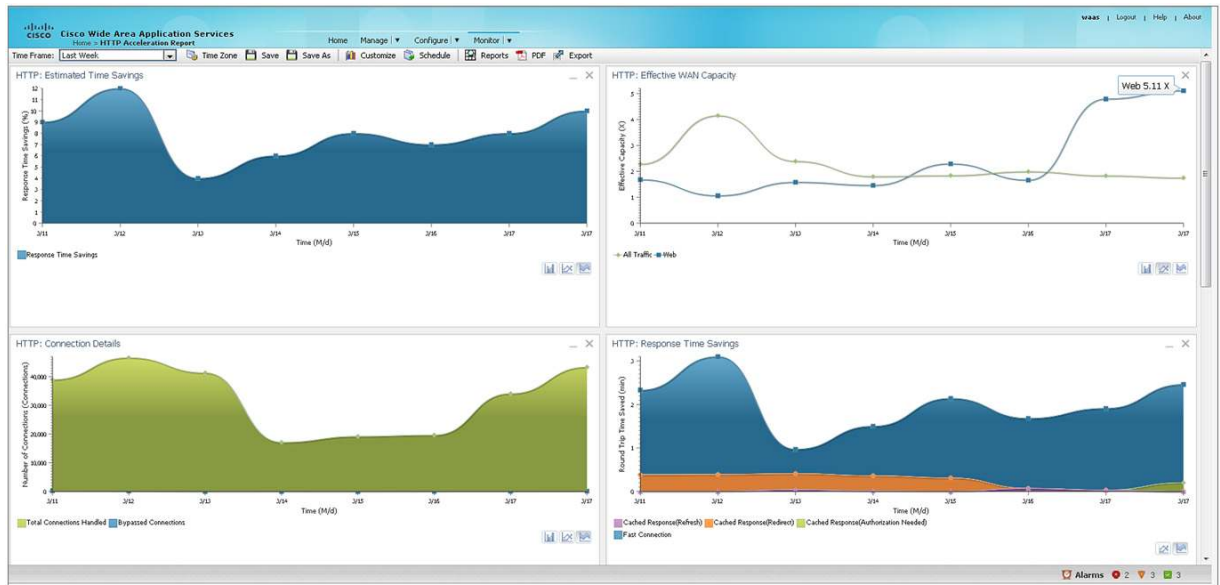 waas | Logout | Help | About
CISCO Cisco Wide Area Application Services
Home > HTTP Acceleration Report
Home Manage Configure Monitor
Time Frame: Last Week Time Zone Save Save As Customize Schedule Reports PDF Export
HTTP: Estimated Time Savings
Response Time Savings (%)
12
11
10
9
8
7
6
5
4
3
2
1
0
3/11 3/12 3/13 3/14 3/15 3/16 3/17 3/17
Time (M/d)
Response Time Savings
HTTP: Effective WAN Capacity
Web 5.11 X
Effective Capacity (X)
5
4
3
2
1
0
3/11 3/12 3/13 3/14 3/15 3/16 3/17 3/17
Time (M/d)
All Traffic Web
HTTP: Connection Details
Number of Connections (Connections)
40,000
30,000
20,000
10,000
0
3/11 3/12 3/13 3/14 3/15 3/16 3/17 3/17
Time (M/d)
Total Connections Handled Bypassed Connections
HTTP: Response Time Savings
Round Trip Time Saved (min)
3
2
1
0
3/11 3/12 3/13 3/14 3/15 3/16 3/17 3/17
Time (M/d)
Cached Response(Refresh) Cached Response(Redirect) Cached Response(Authorization Needed)
Fast Connection
Alarms 2 3 3